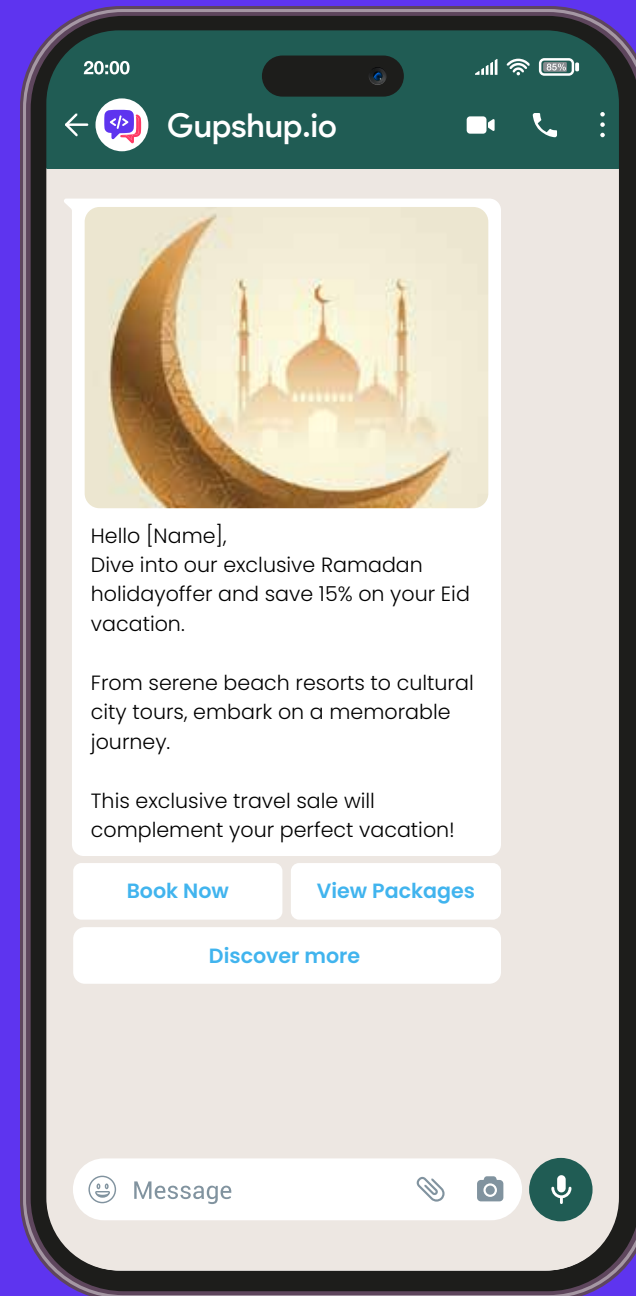 20:00
85%
</>
Gupshup.io
Hello [Name],
Dive into our exclusive Ramadan
holidayoffer and save 15% on your Eid
vacation.
From serene beach resorts to cultural
city tours, embark on a memorable
journey.
This exclusive travel sale will
complement your perfect vacation!
Book Now
View Packages
Discover more
Message